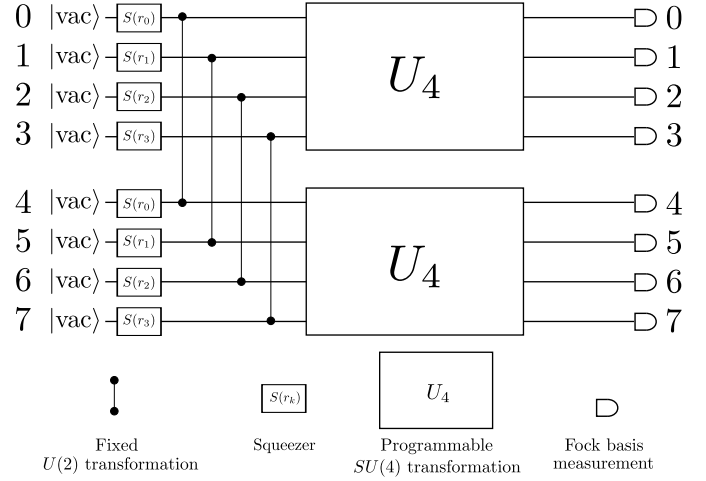 0 |vac⟩ S(r₀) 0
1 |vac⟩ S(r₁) 1
U₄
2 |vac⟩ S(r₂) 2
3 |vac⟩ S(r₃) 3
4 |vac⟩ S(r₀) 4
5 |vac⟩ S(r₁) 5
U₄
6 |vac⟩ S(r₂) 6
7 |vac⟩ S(r₃) 7
S(rₖ)
U₄
Fixed
U(2) transformation
Squeezer
Programmable
SU(4) transformation
Fock basis
measurement